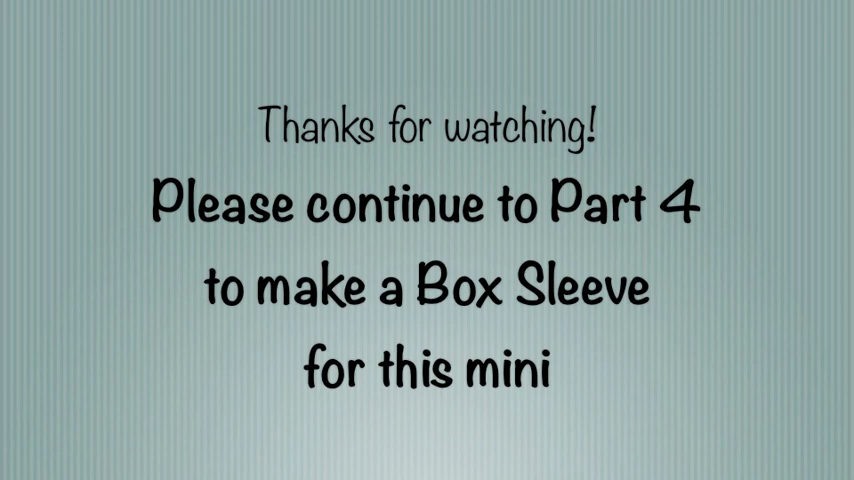 Thanks for watching!
Please continue to Part 4
to make a Box Sleeve
for this mini